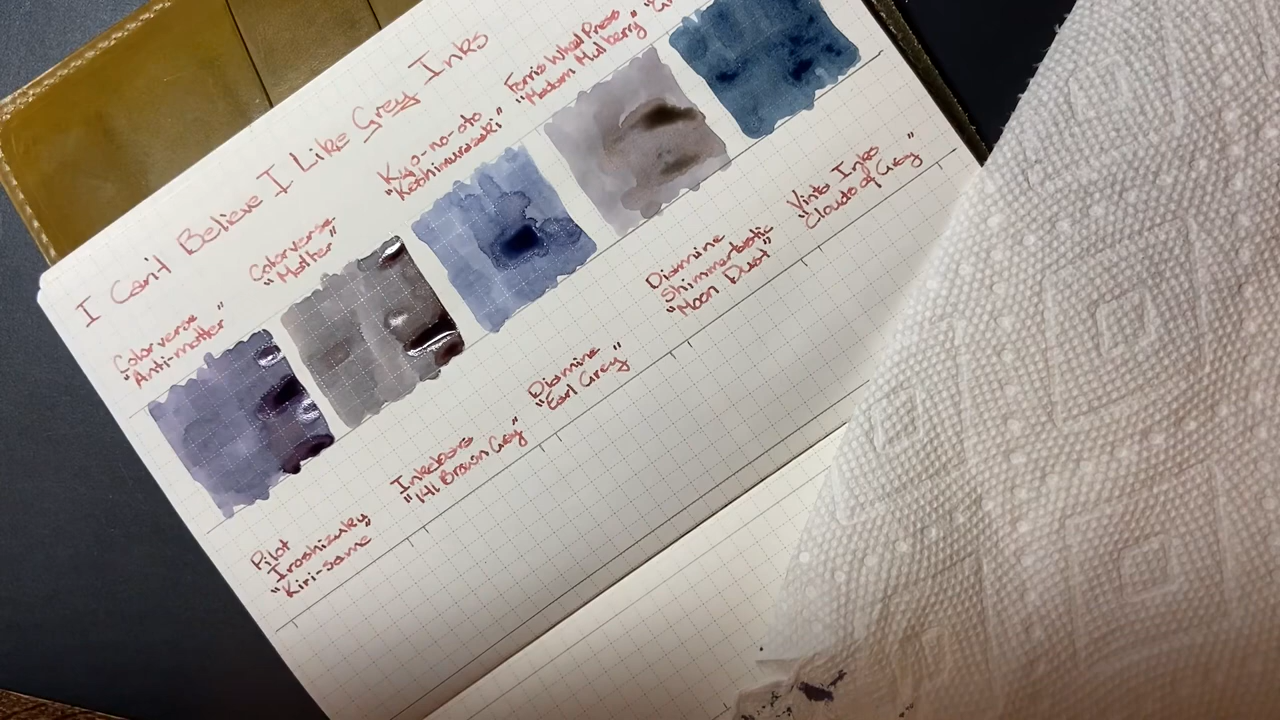 I Can't Believe I Like Grey Inks
Colorverse
"Anti-matter"
Colorverse
"Matter"
Kyo-no-oto
"Keshimurasaki"
Ferris Wheel Press
"Madam Mulberry"
Pilot
Iroshizuku
"Kiri-same"
Inkebara
"141 Brown Grey"
Diamine
"Earl Grey"
Diamine
Shimmertastic
"Moon Dust"
Vinta Inks
"Clouds of Grey"